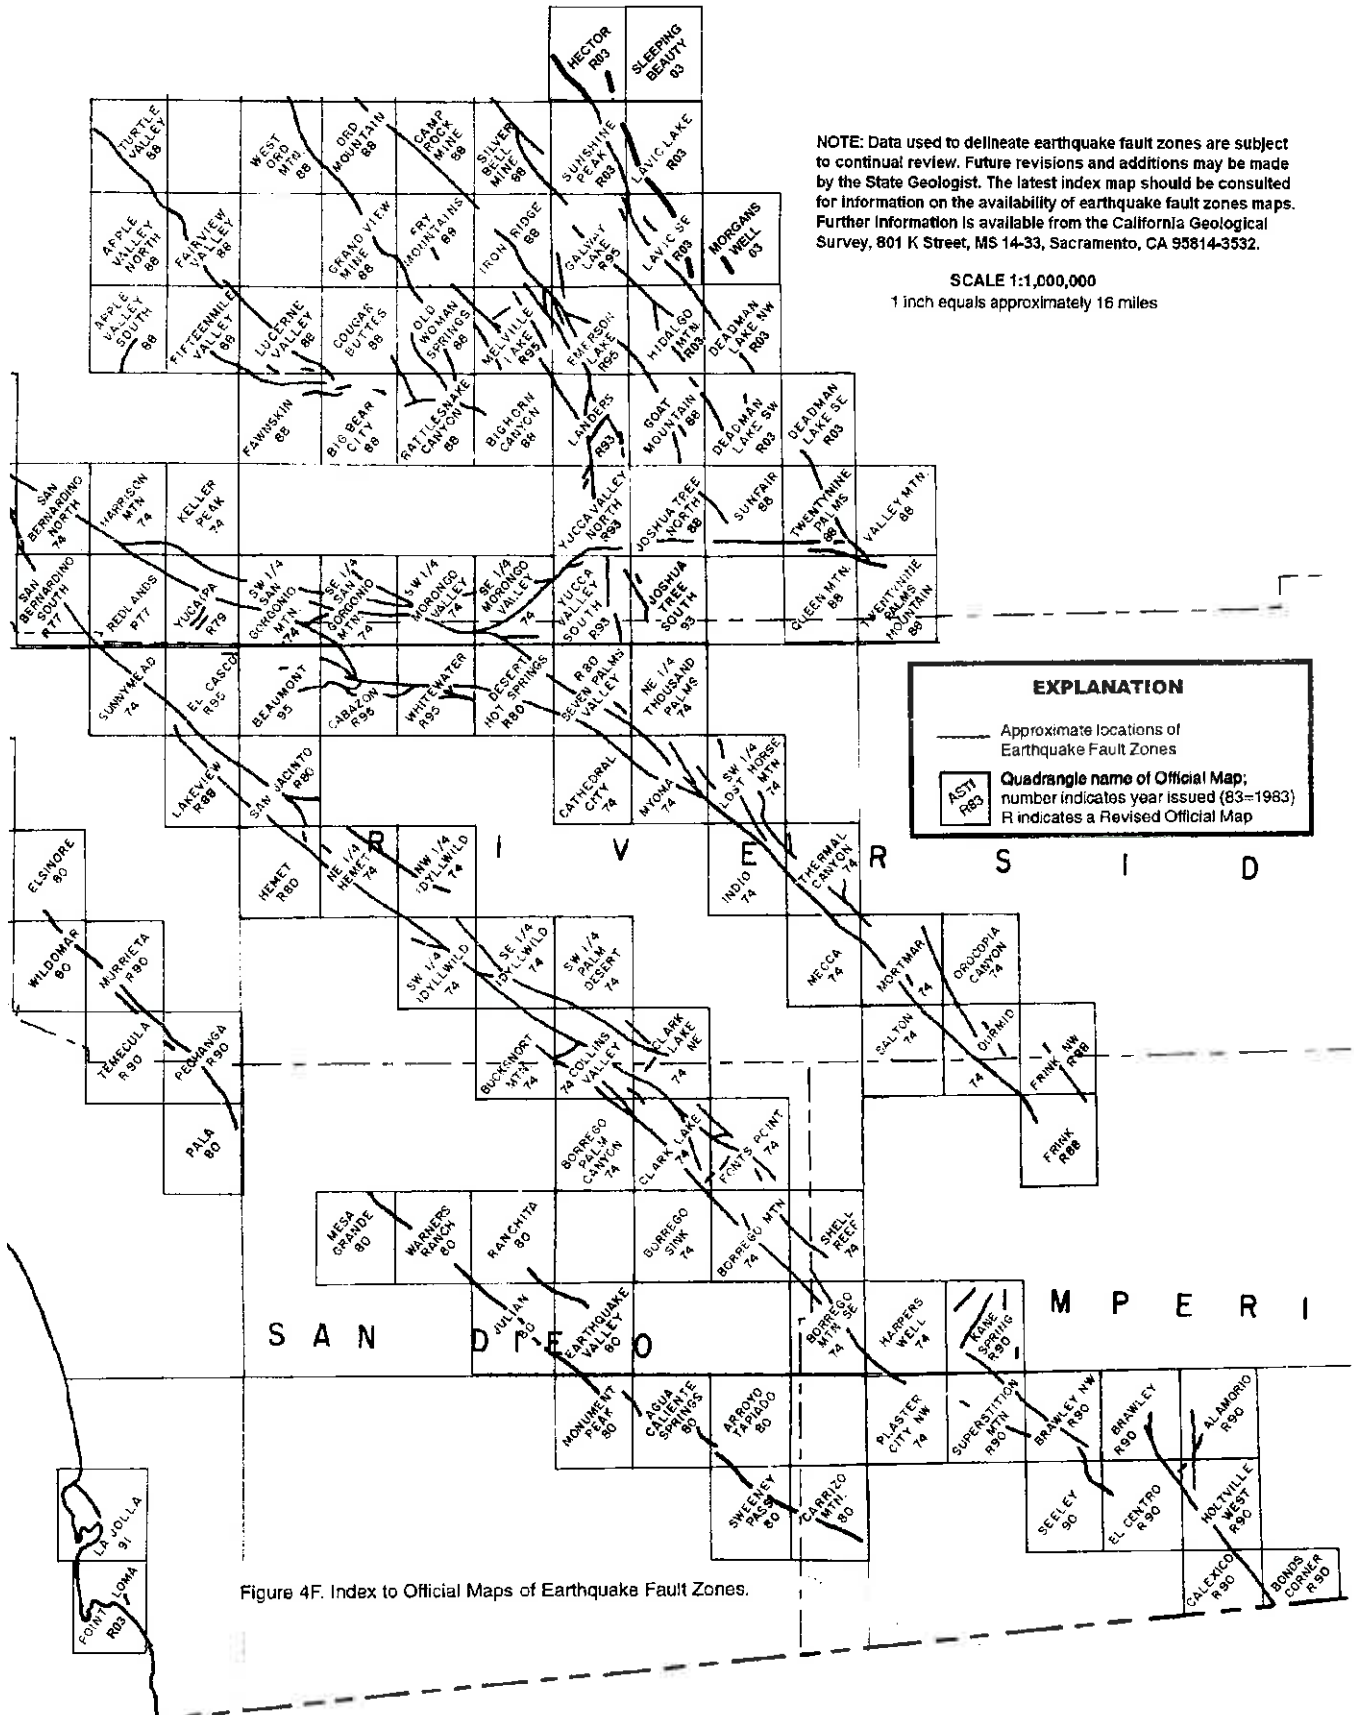 HECTOR
R03
SLEEPING
BEAUTY
03
NOTE: Data used to delineate earthquake fault zones are subject
to continual review. Future revisions and additions may be made
by the State Geologist. The latest index map should be consulted
for information on the availability of earthquake fault zones maps.
Further information is available from the California Geological
Survey, 801 K Street, MS 14-33, Sacramento, CA 95814-3532.
SCALE 1:1,000,000
1 inch equals approximately 16 miles
TURTLE
VALLEY
88
WEST
ORD
MTN.
88
ORD
MOUNTAIN
88
CAMP
ROCK
MINE
88
SILVER
BELL
MINE
88
SUNSHINE
PEAK
R03
LAVIC LAKE
R03
APPLE
VALLEY
NORTH
88
FAIRVIEW
VALLEY
88
GRAND VIEW
MINE
88
FRY
MOUNTAINS
88
IRON RIDGE
88
GALWAY
LAKE
R95
LAVIC SE
R03
MORGANS
WELL
03
APPLE
VALLEY
SOUTH
88
FIFTEENMILE
VALLEY
88
LUCERNE
VALLEY
88
COUGAR
BUTTES
88
OLD
WOMAN
SPRINGS
88
MELVILLE
LAKE
R95
EMERSON
LAKE
R95
HIDALGO
MTN.
R03
DEADMAN
LAKE NW
R03
FAWNSKIN
88
BIG BEAR
CITY
88
RATTLESNAKE
CANYON
88
BIGHORN
CANYON
88
LANDERS
R93
GOAT
MOUNTAIN
88
DEADMAN
LAKE SW
R03
DEADMAN
LAKE SE
R03
SAN
BERNARDINO
NORTH
74
HARRISON
MTN
74
KELLER
PEAK
74
YUCCA VALLEY
NORTH
R93
JOSHUA TREE
NORTH
88
SUNFAIR
88
TWENTYNINE
PALMS
88
VALLEY MTN.
88
SAN
BERNARDINO
SOUTH
R77
REDLANDS
R77
YUCAIPA
R79
SW 1/4
SAN
GORGONIO
MTN.
74
SE 1/4
SAN
GORGONIO
MTN.
74
SW 1/4
MORONGO
VALLEY
74
SE 1/4
MORONGO
VALLEY
74
YUCCA
VALLEY
SOUTH
R93
JOSHUA
TREE
SOUTH
93
QUEEN MTN.
88
TWENTYNINE
PALMS
MOUNTAIN
88
SUNNYMEAD
74
EL CASCO
R95
BEAUMONT
95
CABAZON
R95
WHITEWATER
R95
DESERT
HOT SPRINGS
R80
R80
SEVEN PALMS
VALLEY
NE 1/4
THOUSAND
PALMS
74
EXPLANATION
Approximate locations of
Earthquake Fault Zones
ASTI
R83
Quadrangle name of Official Map;
number indicates year issued (83=1983)
R indicates a Revised Official Map
LAKEVIEW
R88
SAN JACINTO
R80
CATHEDRAL
CITY
74
MYOMA
74
SW 1/4
LOST HORSE
MTN
74
R I V E R S I D
ELSINORE
80
HEMET
R80
NE 1/4
HEMET
74
NW 1/4
IDYLLWILD
74
INDIO
74
THERMAL
CANYON
74
WILDOMAR
80
MURRIETA
R90
SW 1/4
IDYLLWILD
74
SE 1/4
IDYLLWILD
74
SW 1/4
PALM
DESERT
74
MECCA
74
MORTMAR
74
OROCOPIA
CANYON
74
TEMECULA
R90
PECHANGA
R90
BUCKSNORT
MTN.
74
COLLINS
VALLEY
74
CLARK
LAKE
NE
74
SALTON
74
DURMID
74
FRINK NW
R88
PALA
80
BORREGO
PALM
CANYON
74
CLARK LAKE
74
FONTS POINT
74
FRINK
R88
MESA
GRANDE
80
WARNERS
RANCH
80
RANCHITA
80
BORREGO
SINK
74
BORREGO MTN
74
SHELL
REEF
74
JULIAN
80
EARTHQUAKE
VALLEY
80
BORREGO
MTN SE
74
HARPERS
WELL
74
KANE
SPRING
R90
I M P E R I
S A N D I E O
MONUMENT
PEAK
80
AGUA
CALIENTE
SPRINGS
80
ARROYO
TAPIADO
80
PLASTER
CITY NW
74
SUPERSTITION
MTN
R90
BRAWLEY NW
R90
BRAWLEY
R90
ALAMORIO
R90
SWEENEY
PASS
80
CARRIZO
MTN.
80
SEELEY
90
EL CENTRO
R90
HOLTVILLE
WEST
R90
LA JOLLA
91
POINT LOMA
R03
CALEXICO
R90
BONDS
CORNER
R90
Figure 4F. Index to Official Maps of Earthquake Fault Zones.